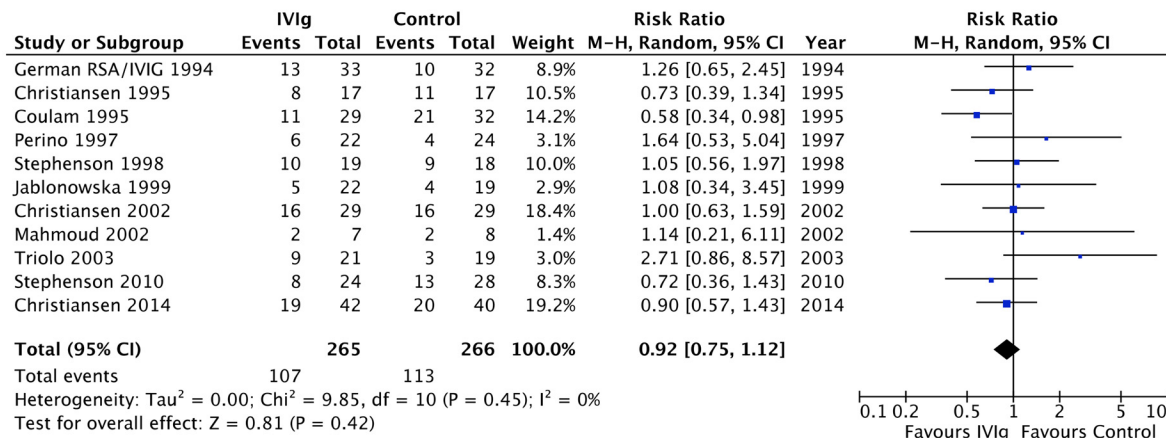 IVIg Control Risk Ratio Risk Ratio
Study or Subgroup Events Total Events Total Weight M-H, Random, 95% CI Year M-H, Random, 95% CI
German RSA/IVIG 1994 13 33 10 32 8.9% 1.26 [0.65, 2.45] 1994
Christiansen 1995 8 17 11 17 10.5% 0.73 [0.39, 1.34] 1995
Coulam 1995 11 29 21 32 14.2% 0.58 [0.34, 0.98] 1995
Perino 1997 6 22 4 24 3.1% 1.64 [0.53, 5.04] 1997
Stephenson 1998 10 19 9 18 10.0% 1.05 [0.56, 1.97] 1998
Jablonowska 1999 5 22 4 19 2.9% 1.08 [0.34, 3.45] 1999
Christiansen 2002 16 29 16 29 18.4% 1.00 [0.63, 1.59] 2002
Mahmoud 2002 2 7 2 8 1.4% 1.14 [0.21, 6.11] 2002
Triolo 2003 9 21 3 19 3.0% 2.71 [0.86, 8.57] 2003
Stephenson 2010 8 24 13 28 8.3% 0.72 [0.36, 1.43] 2010
Christiansen 2014 19 42 20 40 19.2% 0.90 [0.57, 1.43] 2014
Total (95% CI) 265 266 100.0% 0.92 [0.75, 1.12]
Total events 107 113
Heterogeneity: Tau² = 0.00; Chi² = 9.85, df = 10 (P = 0.45); I² = 0%
Test for overall effect: Z = 0.81 (P = 0.42)
0.1 0.2 0.5 1 2 5 10
Favours IVIg Favours Control